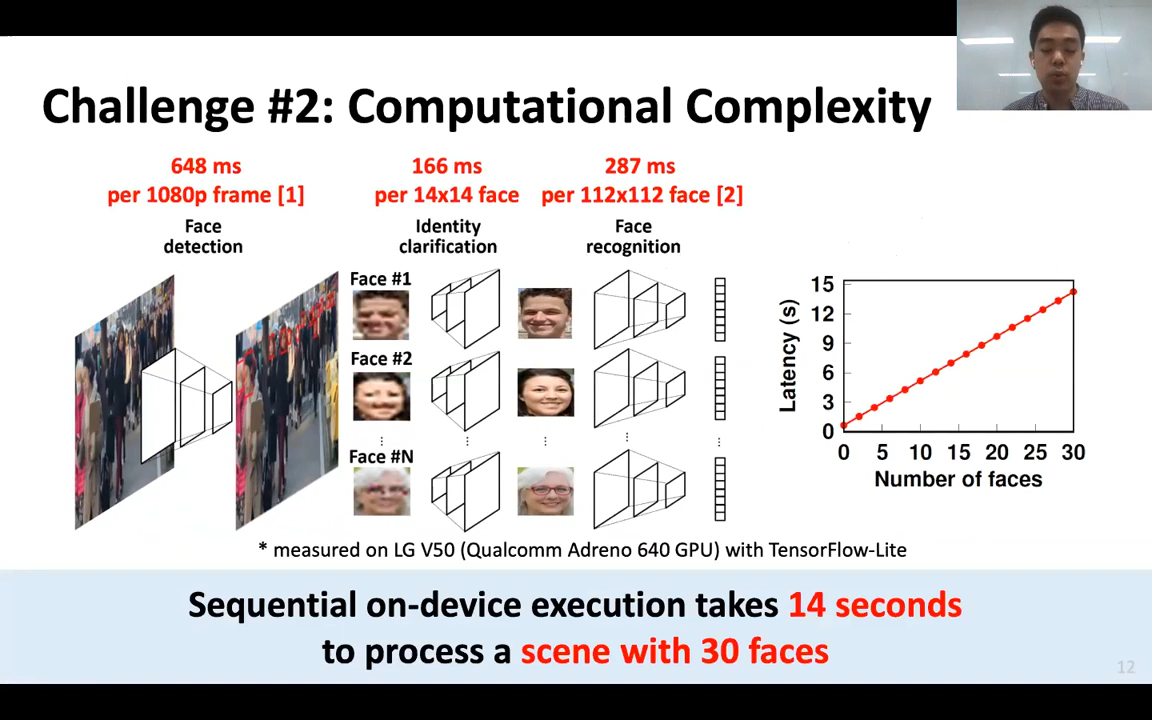 Challenge #2: Computational Complexity
648 ms
per 1080p frame [1]
166 ms
per 14x14 face
287 ms
per 112x112 face [2]
Face
detection
Identity
clarification
Face
recognition
Face #1
Face #2
Face #N
Latency (s)
15
12
9
6
3
0
0 5 10 15 20 25 30
Number of faces
* measured on LG V50 (Qualcomm Adreno 640 GPU) with TensorFlow-Lite
Sequential on-device execution takes 14 seconds
to process a scene with 30 faces
12